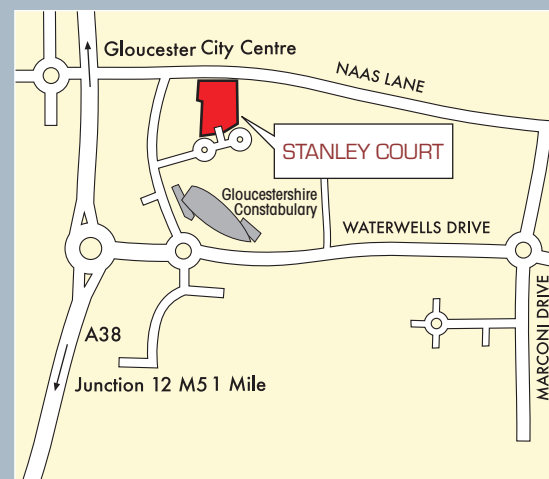 Gloucester City Centre
NAAS LANE
STANLEY COURT
Gloucestershire
Constabulary
WATERWELLS DRIVE
MARCONI DRIVE
A38
Junction 12 M5 1 Mile